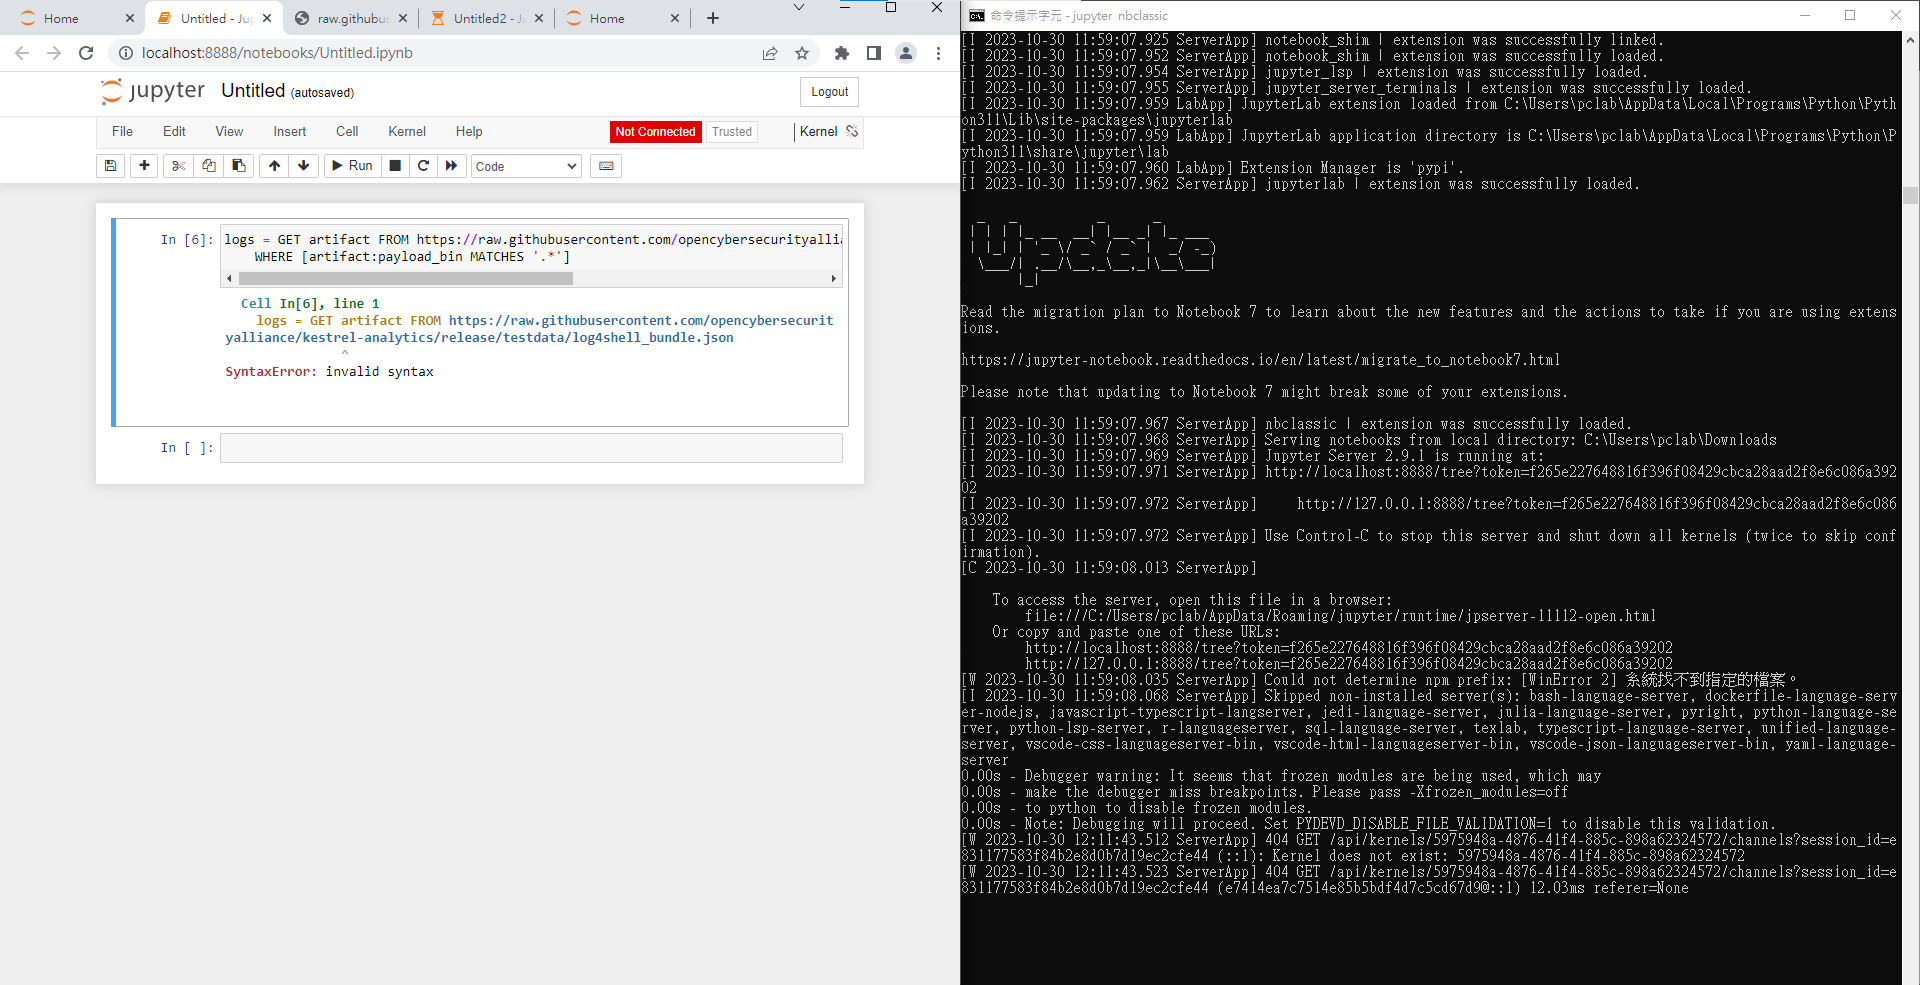 Home
Untitled - Ju
raw.githubus
Untitled2 - J
Home
localhost:8888/notebooks/Untitled.ipynb
jupyter Untitled (autosaved)
Logout
File Edit View Insert Cell Kernel Help
Not Connected Trusted Kernel
Run Code
In [6]: logs = GET artifact FROM https://raw.githubusercontent.com/opencybersecurityallia
WHERE [artifact:payload_bin MATCHES '.*']
Cell In[6], line 1
logs = GET artifact FROM https://raw.githubusercontent.com/opencybersecurit
yalliance/kestrel-analytics/release/testdata/log4shell_bundle.json
^
SyntaxError: invalid syntax
In [ ]:
命令提示字元 - jupyter nbclassic
[I 2023-10-30 11:59:07.925 ServerApp] notebook_shim | extension was successfully linked.
[I 2023-10-30 11:59:07.952 ServerApp] notebook_shim | extension was successfully loaded.
[I 2023-10-30 11:59:07.954 ServerApp] jupyter_lsp | extension was successfully loaded.
[I 2023-10-30 11:59:07.955 ServerApp] jupyter_server_terminals | extension was successfully loaded.
[I 2023-10-30 11:59:07.959 LabApp] JupyterLab extension loaded from C:\Users\pclab\AppData\Local\Programs\Python\Pyth
on311\Lib\site-packages\jupyterlab
[I 2023-10-30 11:59:07.959 LabApp] JupyterLab application directory is C:\Users\pclab\AppData\Local\Programs\Python\P
ython311\share\jupyter\lab
[I 2023-10-30 11:59:07.960 LabApp] Extension Manager is 'pypi'.
[I 2023-10-30 11:59:07.962 ServerApp] jupyterlab | extension was successfully loaded.
Update
Read the migration plan to Notebook 7 to learn about the new features and the actions to take if you are using extens
ions.
https://jupyter-notebook.readthedocs.io/en/latest/migrate_to_notebook7.html
Please note that updating to Notebook 7 might break some of your extensions.
[I 2023-10-30 11:59:07.967 ServerApp] nbclassic | extension was successfully loaded.
[I 2023-10-30 11:59:07.968 ServerApp] Serving notebooks from local directory: C:\Users\pclab\Downloads
[I 2023-10-30 11:59:07.969 ServerApp] Jupyter Server 2.9.1 is running at:
[I 2023-10-30 11:59:07.971 ServerApp] http://localhost:8888/tree?token=f265e227648816f396f08429cbca28aad2f8e6c086a392
02
[I 2023-10-30 11:59:07.972 ServerApp]     http://127.0.0.1:8888/tree?token=f265e227648816f396f08429cbca28aad2f8e6c086
a39202
[I 2023-10-30 11:59:07.972 ServerApp] Use Control-C to stop this server and shut down all kernels (twice to skip conf
irmation).
[C 2023-10-30 11:59:08.013 ServerApp]
To access the server, open this file in a browser:
file:///C:/Users/pclab/AppData/Roaming/jupyter/runtime/jpserver-11112-open.html
Or copy and paste one of these URLs:
http://localhost:8888/tree?token=f265e227648816f396f08429cbca28aad2f8e6c086a39202
http://127.0.0.1:8888/tree?token=f265e227648816f396f08429cbca28aad2f8e6c086a39202
[W 2023-10-30 11:59:08.035 ServerApp] Could not determine npm prefix: [WinError 2] 系統找不到指定的檔案。
[I 2023-10-30 11:59:08.068 ServerApp] Skipped non-installed server(s): bash-language-server, dockerfile-language-serv
er-nodejs, javascript-typescript-langserver, jedi-language-server, julia-language-server, pyright, python-language-se
rver, python-lsp-server, r-languageserver, sql-language-server, texlab, typescript-language-server, unified-language-
server, vscode-css-languageserver-bin, vscode-html-languageserver-bin, vscode-json-languageserver-bin, yaml-language-
server
0.00s - Debugger warning: It seems that frozen modules are being used, which may
0.00s - make the debugger miss breakpoints. Please pass -Xfrozen_modules=off
0.00s - to python to disable frozen modules.
0.00s - Note: Debugging will proceed. Set PYDEVD_DISABLE_FILE_VALIDATION=1 to disable this validation.
[W 2023-10-30 12:11:43.512 ServerApp] 404 GET /api/kernels/5975948a-4876-41f4-885c-898a62324572/channels?session_id=e
831177583f84b2e8d0b7d19ec2cfe44 (::1): Kernel does not exist: 5975948a-4876-41f4-885c-898a62324572
[W 2023-10-30 12:11:43.523 ServerApp] 404 GET /api/kernels/5975948a-4876-41f4-885c-898a62324572/channels?session_id=e
831177583f84b2e8d0b7d19ec2cfe44 (e7414ea7c7514e85b5bdf4d7c5cd67d9@::1) 12.03ms referer=None